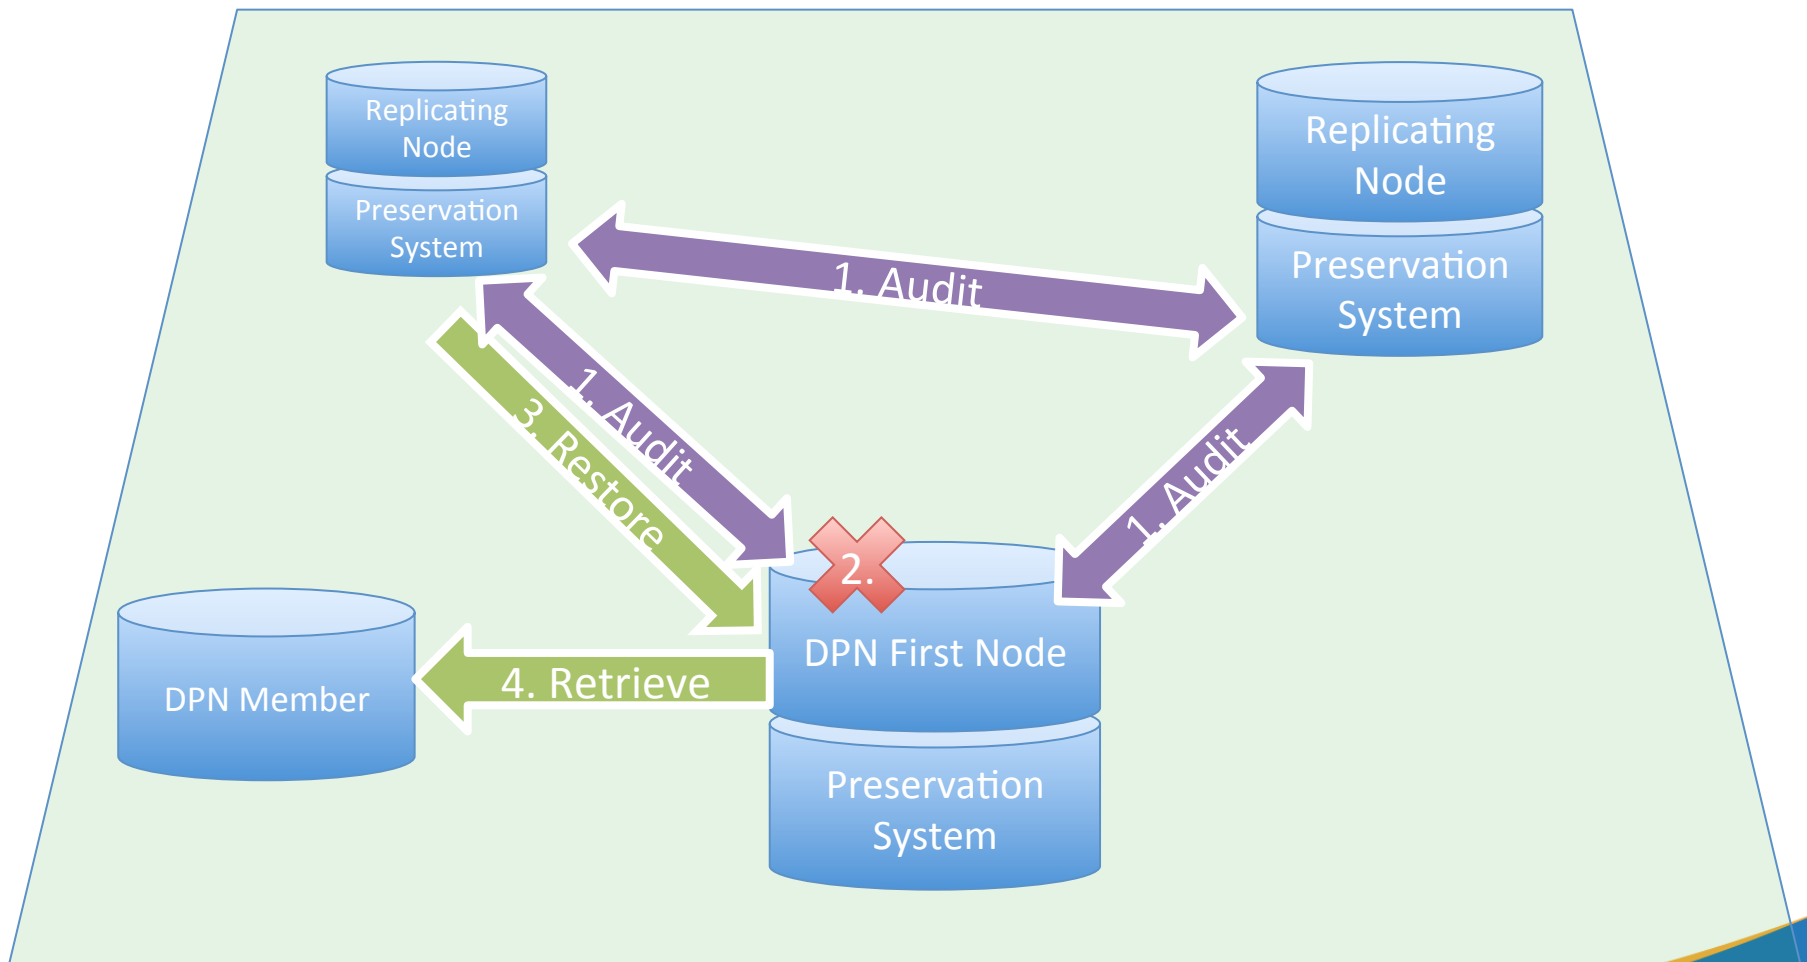 Replicating
Node
Preservation
System
Replicating
Node
Preservation
System
1. Audit
1. Audit
3. Restore
1. Audit
2.
DPN First Node
Preservation
System
4. Retrieve
DPN Member